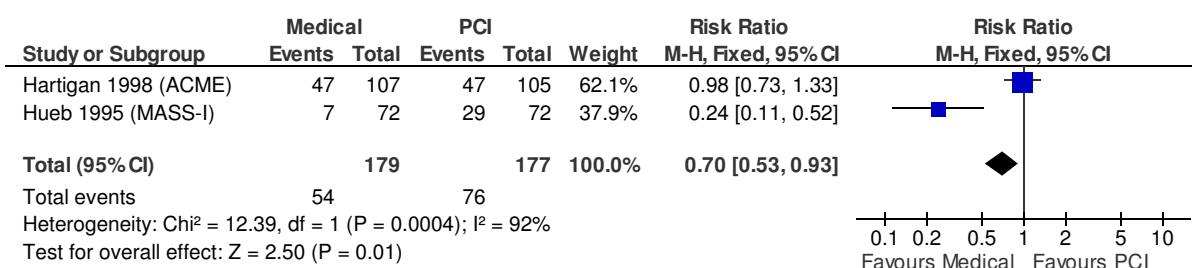 Medical PCI Risk Ratio Risk Ratio
Study or Subgroup Events Total Events Total Weight M-H, Fixed, 95% CI M-H, Fixed, 95% CI
Hartigan 1998 (ACME) 47 107 47 105 62.1% 0.98 [0.73, 1.33]
Hueb 1995 (MASS-I) 7 72 29 72 37.9% 0.24 [0.11, 0.52]
Total (95% CI) 179 177 100.0% 0.70 [0.53, 0.93]
Total events 54 76
Heterogeneity: Chi² = 12.39, df = 1 (P = 0.0004); I² = 92%
Test for overall effect: Z = 2.50 (P = 0.01)
0.1 0.2 0.5 1 2 5 10
Favours Medical Favours PCI